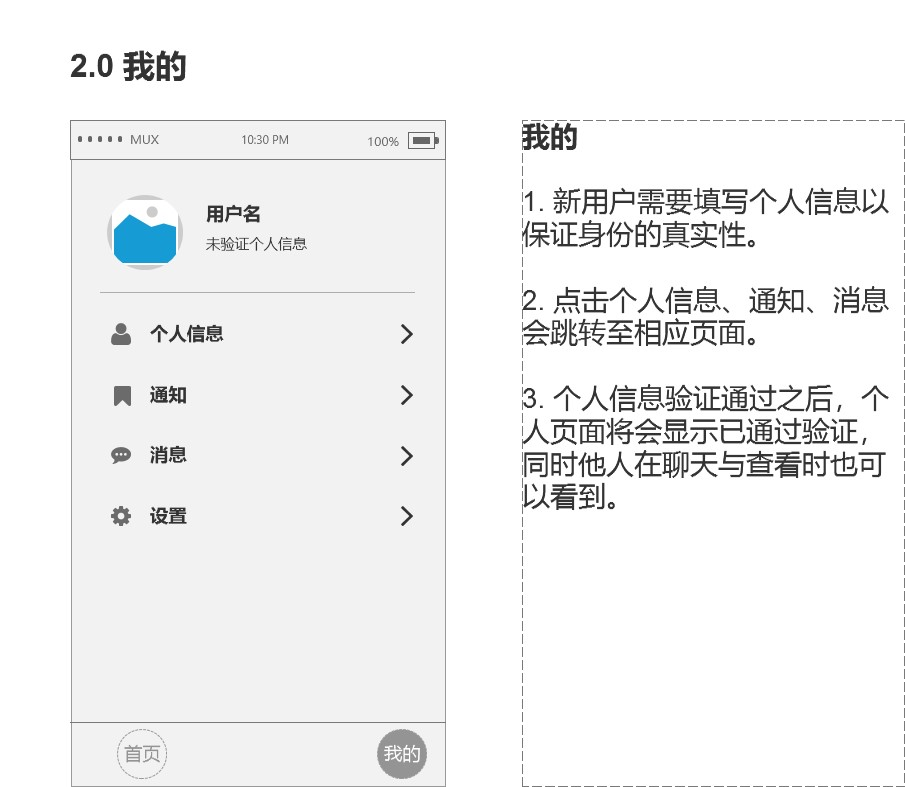 2.0 我的
MUX 10:30 PM 100%
用户名
未验证个人信息
个人信息
通知
消息
设置
首页 我的
我的
1. 新用户需要填写个人信息以
保证身份的真实性。
2. 点击个人信息、通知、消息
会跳转至相应页面。
3. 个人信息验证通过之后，个
人页面将会显示已通过验证，
同时他人在聊天与查看时也可
以看到。